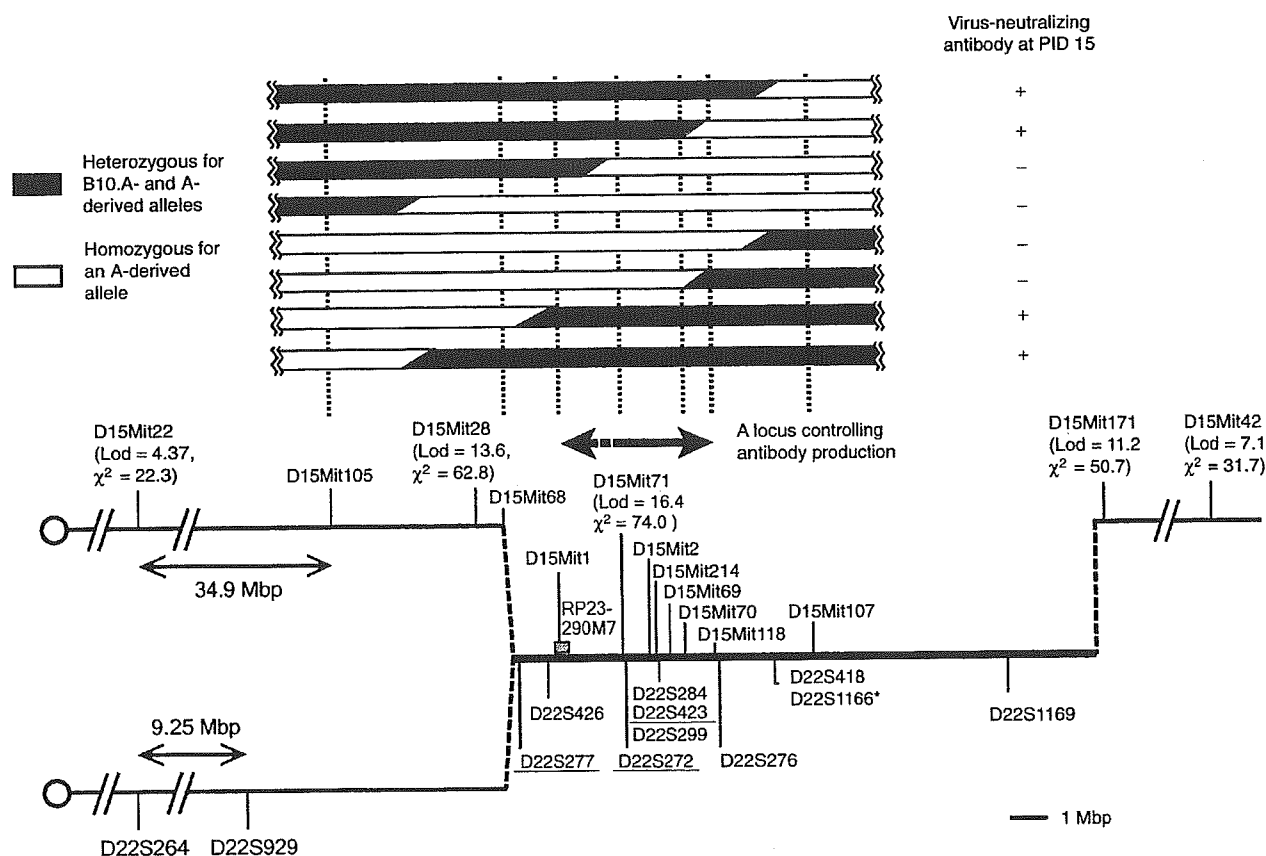 Virus-neutralizing
antibody at PID 15
+
+
−
−
−
−
+
+
Heterozygous for
B10.A- and A-
derived alleles
Homozygous for
an A-derived
allele
A locus controlling
antibody production
D15Mit22
(Lod = 4.37,
χ² = 22.3)
D15Mit105
D15Mit28
(Lod = 13.6,
χ² = 62.8)
D15Mit68
D15Mit71
(Lod = 16.4
χ² = 74.0 )
D15Mit171
(Lod = 11.2
χ² = 50.7)
D15Mit42
(Lod = 7.1
χ² = 31.7)
34.9 Mbp
D15Mit1
RP23-
290M7
D15Mit2
D15Mit214
D15Mit69
D15Mit70
D15Mit118
D15Mit107
D22S426
D22S277
D22S284
D22S423
D22S299
D22S272
D22S276
D22S418
D22S1166*
D22S1169
9.25 Mbp
D22S264
D22S929
1 Mbp